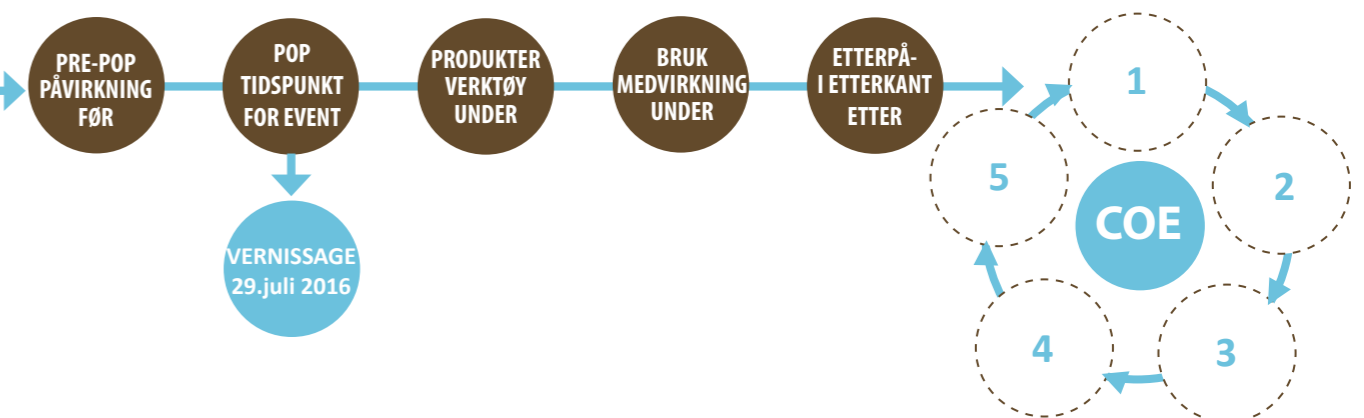 PRE-POP
PÅVIRKNING
FØR
POP
TIDSPUNKT
FOR EVENT
PRODUKTER
VERKTØY
UNDER
BRUK
MEDVIRKNING
UNDER
ETTERPÅ-
I ETTERKANT
ETTER
VERNISSAGE
29.juli 2016
1
2
3
4
5
COE